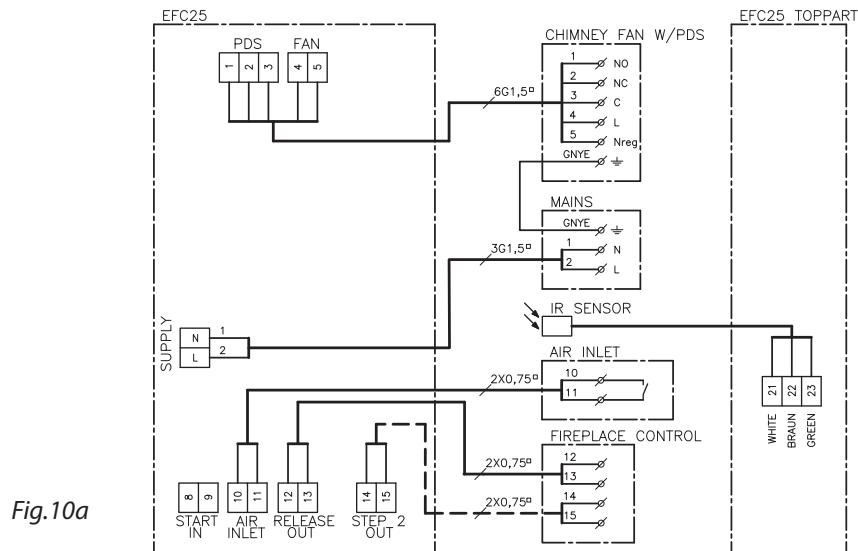 EFC25
EFC25 TOPPART
PDS FAN
1 2 3 4 5
CHIMNEY FAN W/PDS
6G1,5▫
1 NO
2 NC
3 C
4 L
5 Nreg
GNYE
MAINS
GNYE
3G1,5▫
1 N
2 L
IR SENSOR
SUPPLY
N 1
L 2
AIR INLET
2X0,75▫
10
11
21 22 23
WHITE
BRAUN
GREEN
FIREPLACE CONTROL
2X0,75▫
12
13
2X0,75▫
14
15
8 9 10 11 12 13 14 15
START IN
AIR INLET
RELEASE OUT
STEP 2 OUT
Fig.10a